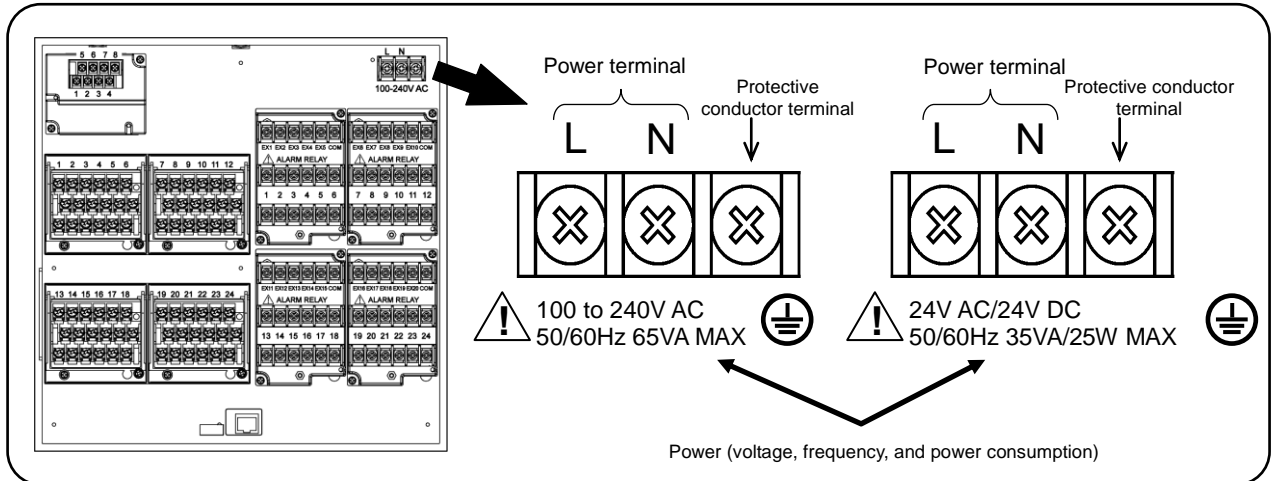 5 6 7 8
1 2 3 4
L N
100-240V AC
1 2 3 4 5 6
7 8 9 10 11 12
EX1 EX2 EX3 EX4 EX5 COM
ALARM RELAY
1 2 3 4 5 6
EX6 EX7 EX8 EX9 EX10 COM
ALARM RELAY
7 8 9 10 11 12
13 14 15 16 17 18
19 20 21 22 23 24
EX11 EX12 EX13 EX14 EX15 COM
ALARM RELAY
13 14 15 16 17 18
EX16 EX17 EX18 EX19 EX20 COM
ALARM RELAY
19 20 21 22 23 24
Power terminal
Protective
conductor terminal
L N
100 to 240V AC
50/60Hz 65VA MAX
Power terminal
Protective conductor
terminal
L N
24V AC/24V DC
50/60Hz 35VA/25W MAX
Power (voltage, frequency, and power consumption)